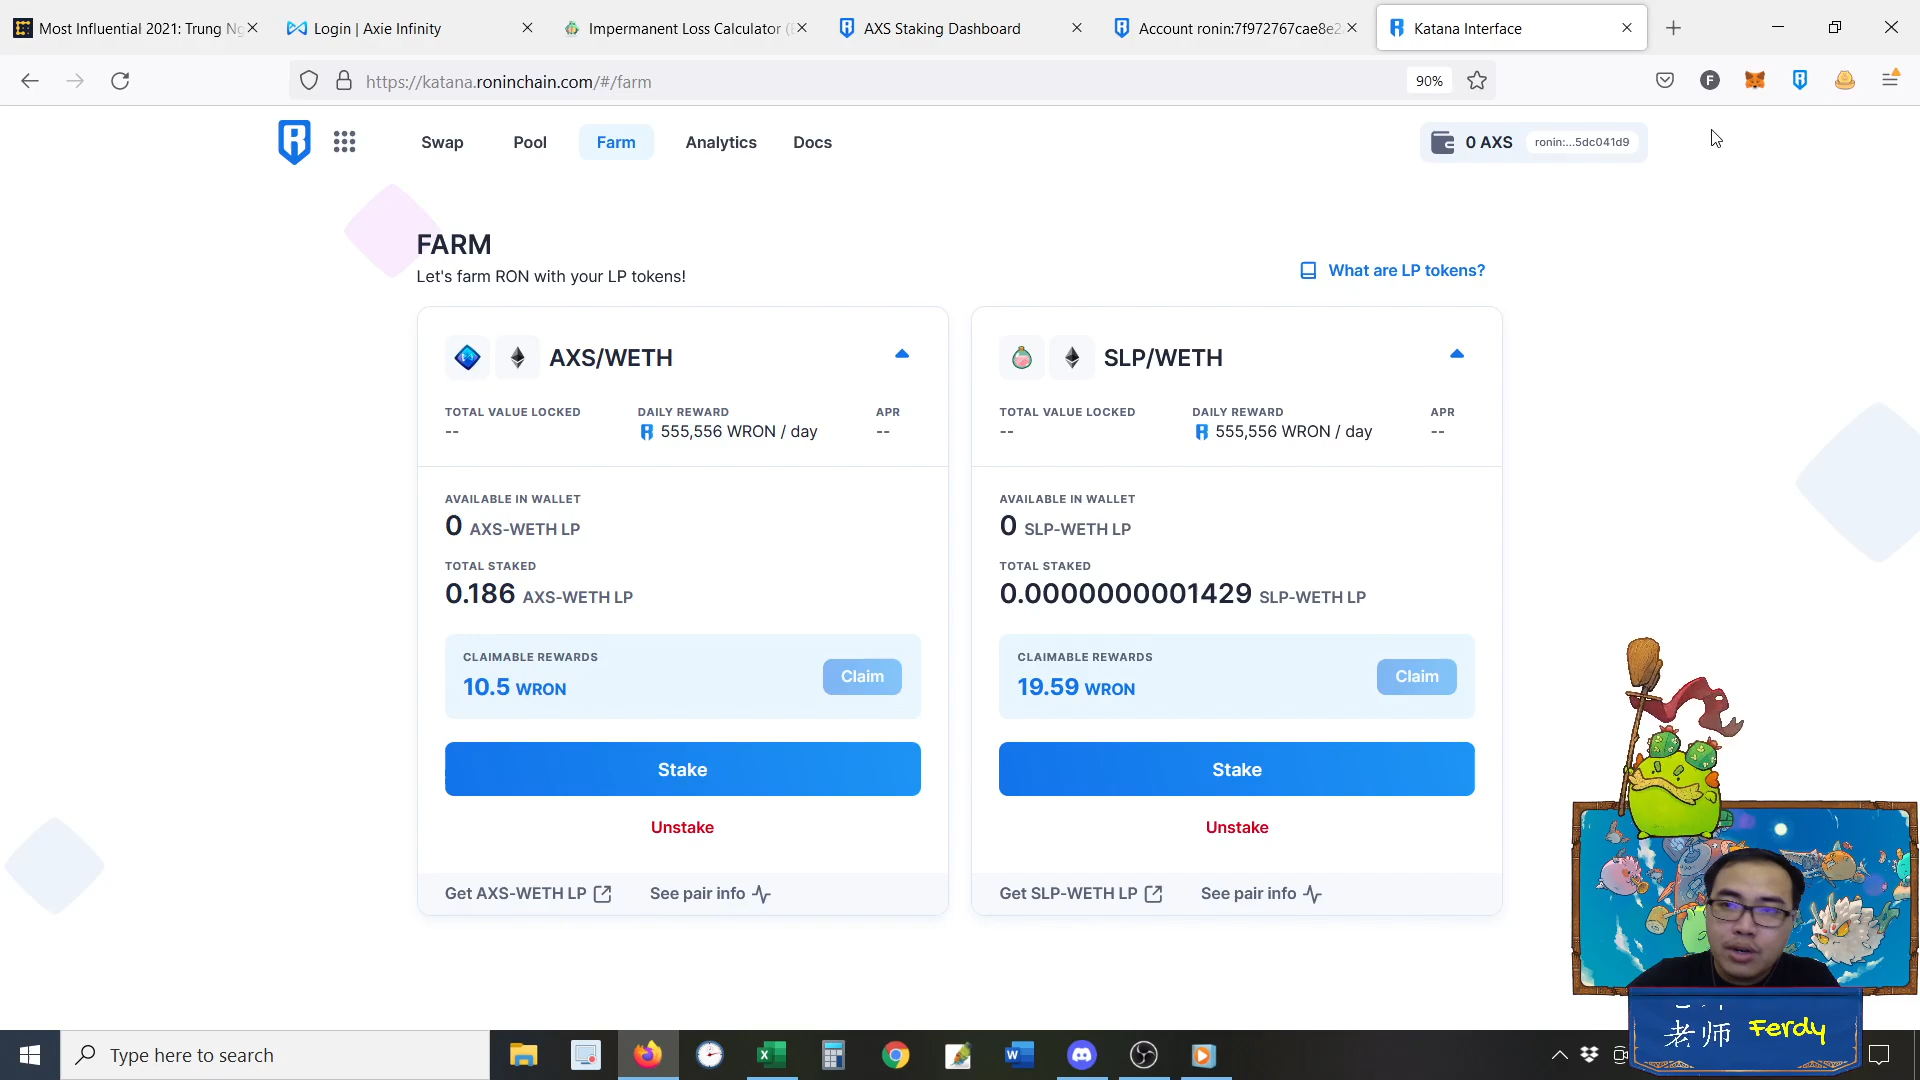 Most Influential 2021: Trung Ng
Login | Axie Infinity
Impermanent Loss Calculator (
AXS Staking Dashboard
Account ronin:7f972767cae8e2
Katana Interface
https://katana.roninchain.com/#/farm
90%
F
Swap
Pool
Farm
Analytics
Docs
0 AXS
ronin:...5dc041d9
FARM
Let's farm RON with your LP tokens!
What are LP tokens?
AXS/WETH
TOTAL VALUE LOCKED
DAILY REWARD
APR
--
555,556 WRON / day
--
AVAILABLE IN WALLET
0 AXS-WETH LP
TOTAL STAKED
0.186 AXS-WETH LP
CLAIMABLE REWARDS
10.5 WRON
Claim
Stake
Unstake
Get AXS-WETH LP
See pair info
SLP/WETH
TOTAL VALUE LOCKED
DAILY REWARD
APR
--
555,556 WRON / day
--
AVAILABLE IN WALLET
0 SLP-WETH LP
TOTAL STAKED
0.0000000001429 SLP-WETH LP
CLAIMABLE REWARDS
19.59 WRON
Claim
Stake
Unstake
Get SLP-WETH LP
See pair info
老师 Ferdy
Type here to search